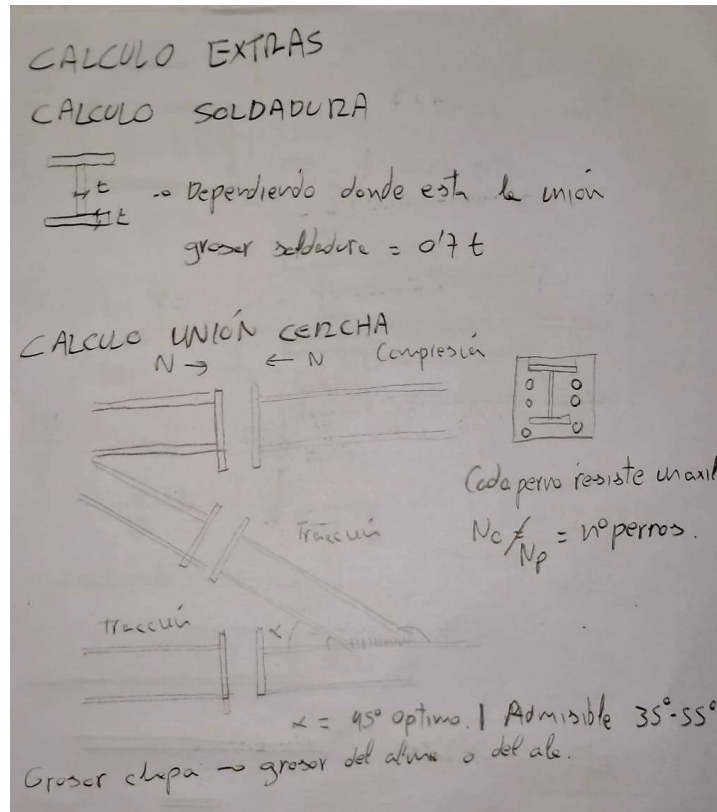 CALCULO EXTRAS
CALCULO SOLDADURA
t
t
→ Dependiendo donde esta la unión
grosor soldadura = 0'7 t
CALCULO UNIÓN CERCHA
N → ← N Compresión
Cada perno resiste un axil
Nc/Np = nº pernos.
Tracción
Tracción
α
α = 45º optimo. | Admisible 35º-55º
Grosor chapa → grosor del alma o del ala.